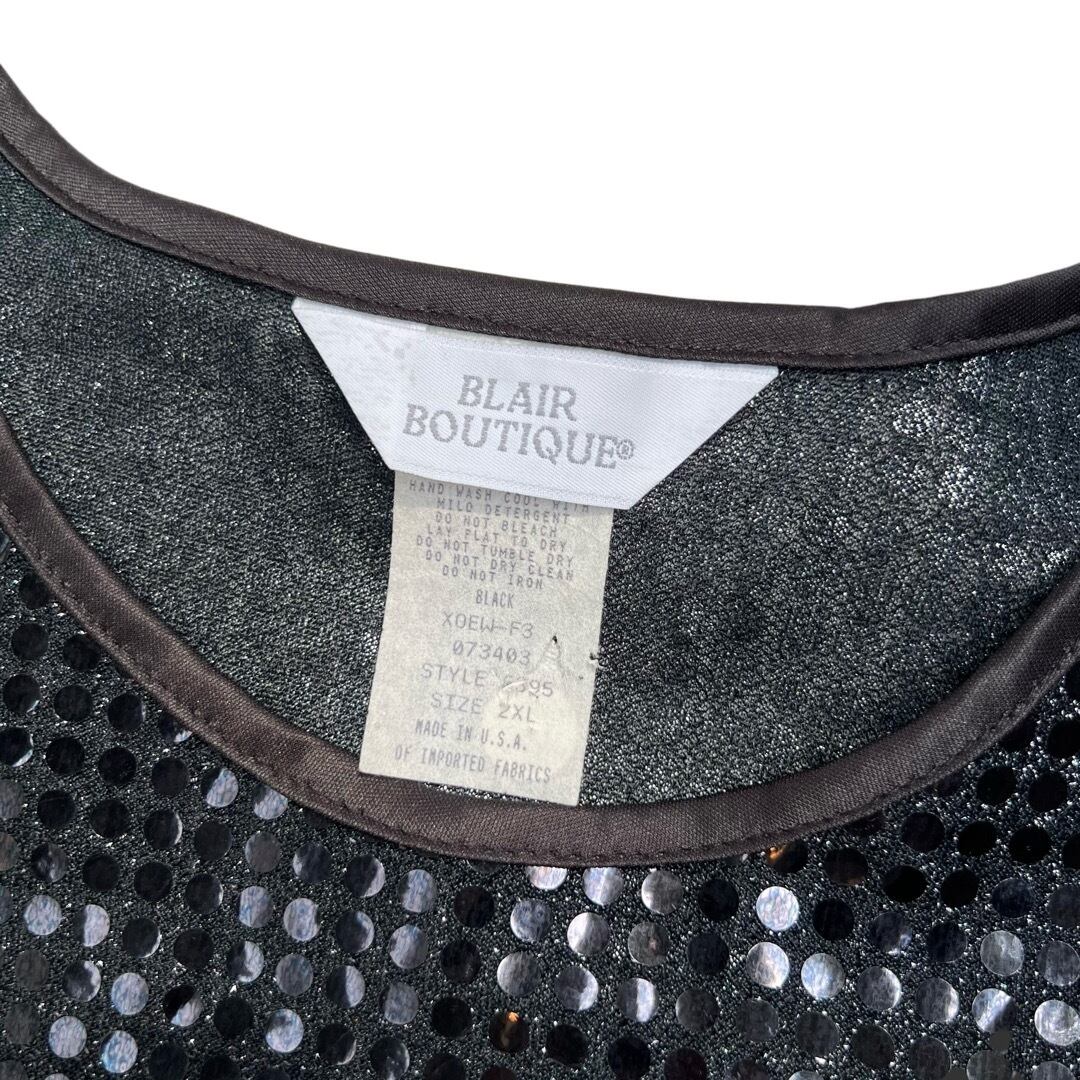 BLAIR
BOUTIQUE®
HAND WASH COOL WITH
MILD DETERGENT
DO NOT BLEACH
LAY FLAT TO DRY
DO NOT TUMBLE DRY
DO NOT DRY CLEAN
DO NOT IRON
BLACK
XOEW-F3
073403
STYLE
SIZE 2XL
MADE IN U.S.A.
OF IMPORTED FABRICS